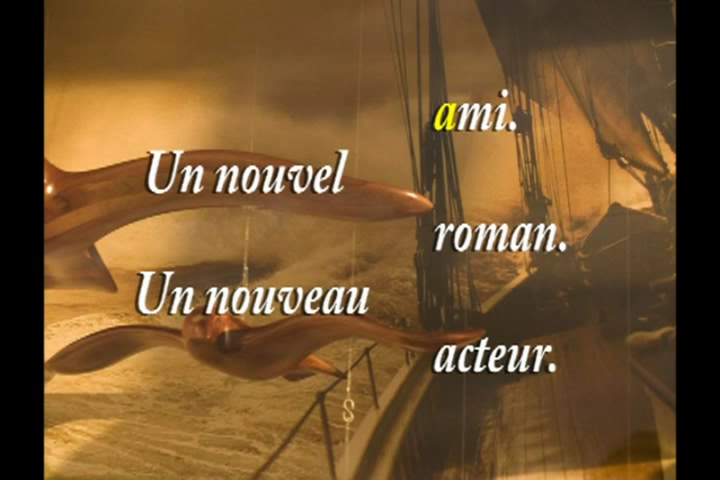 ami.
Un nouvel
roman.
Un nouveau
acteur.